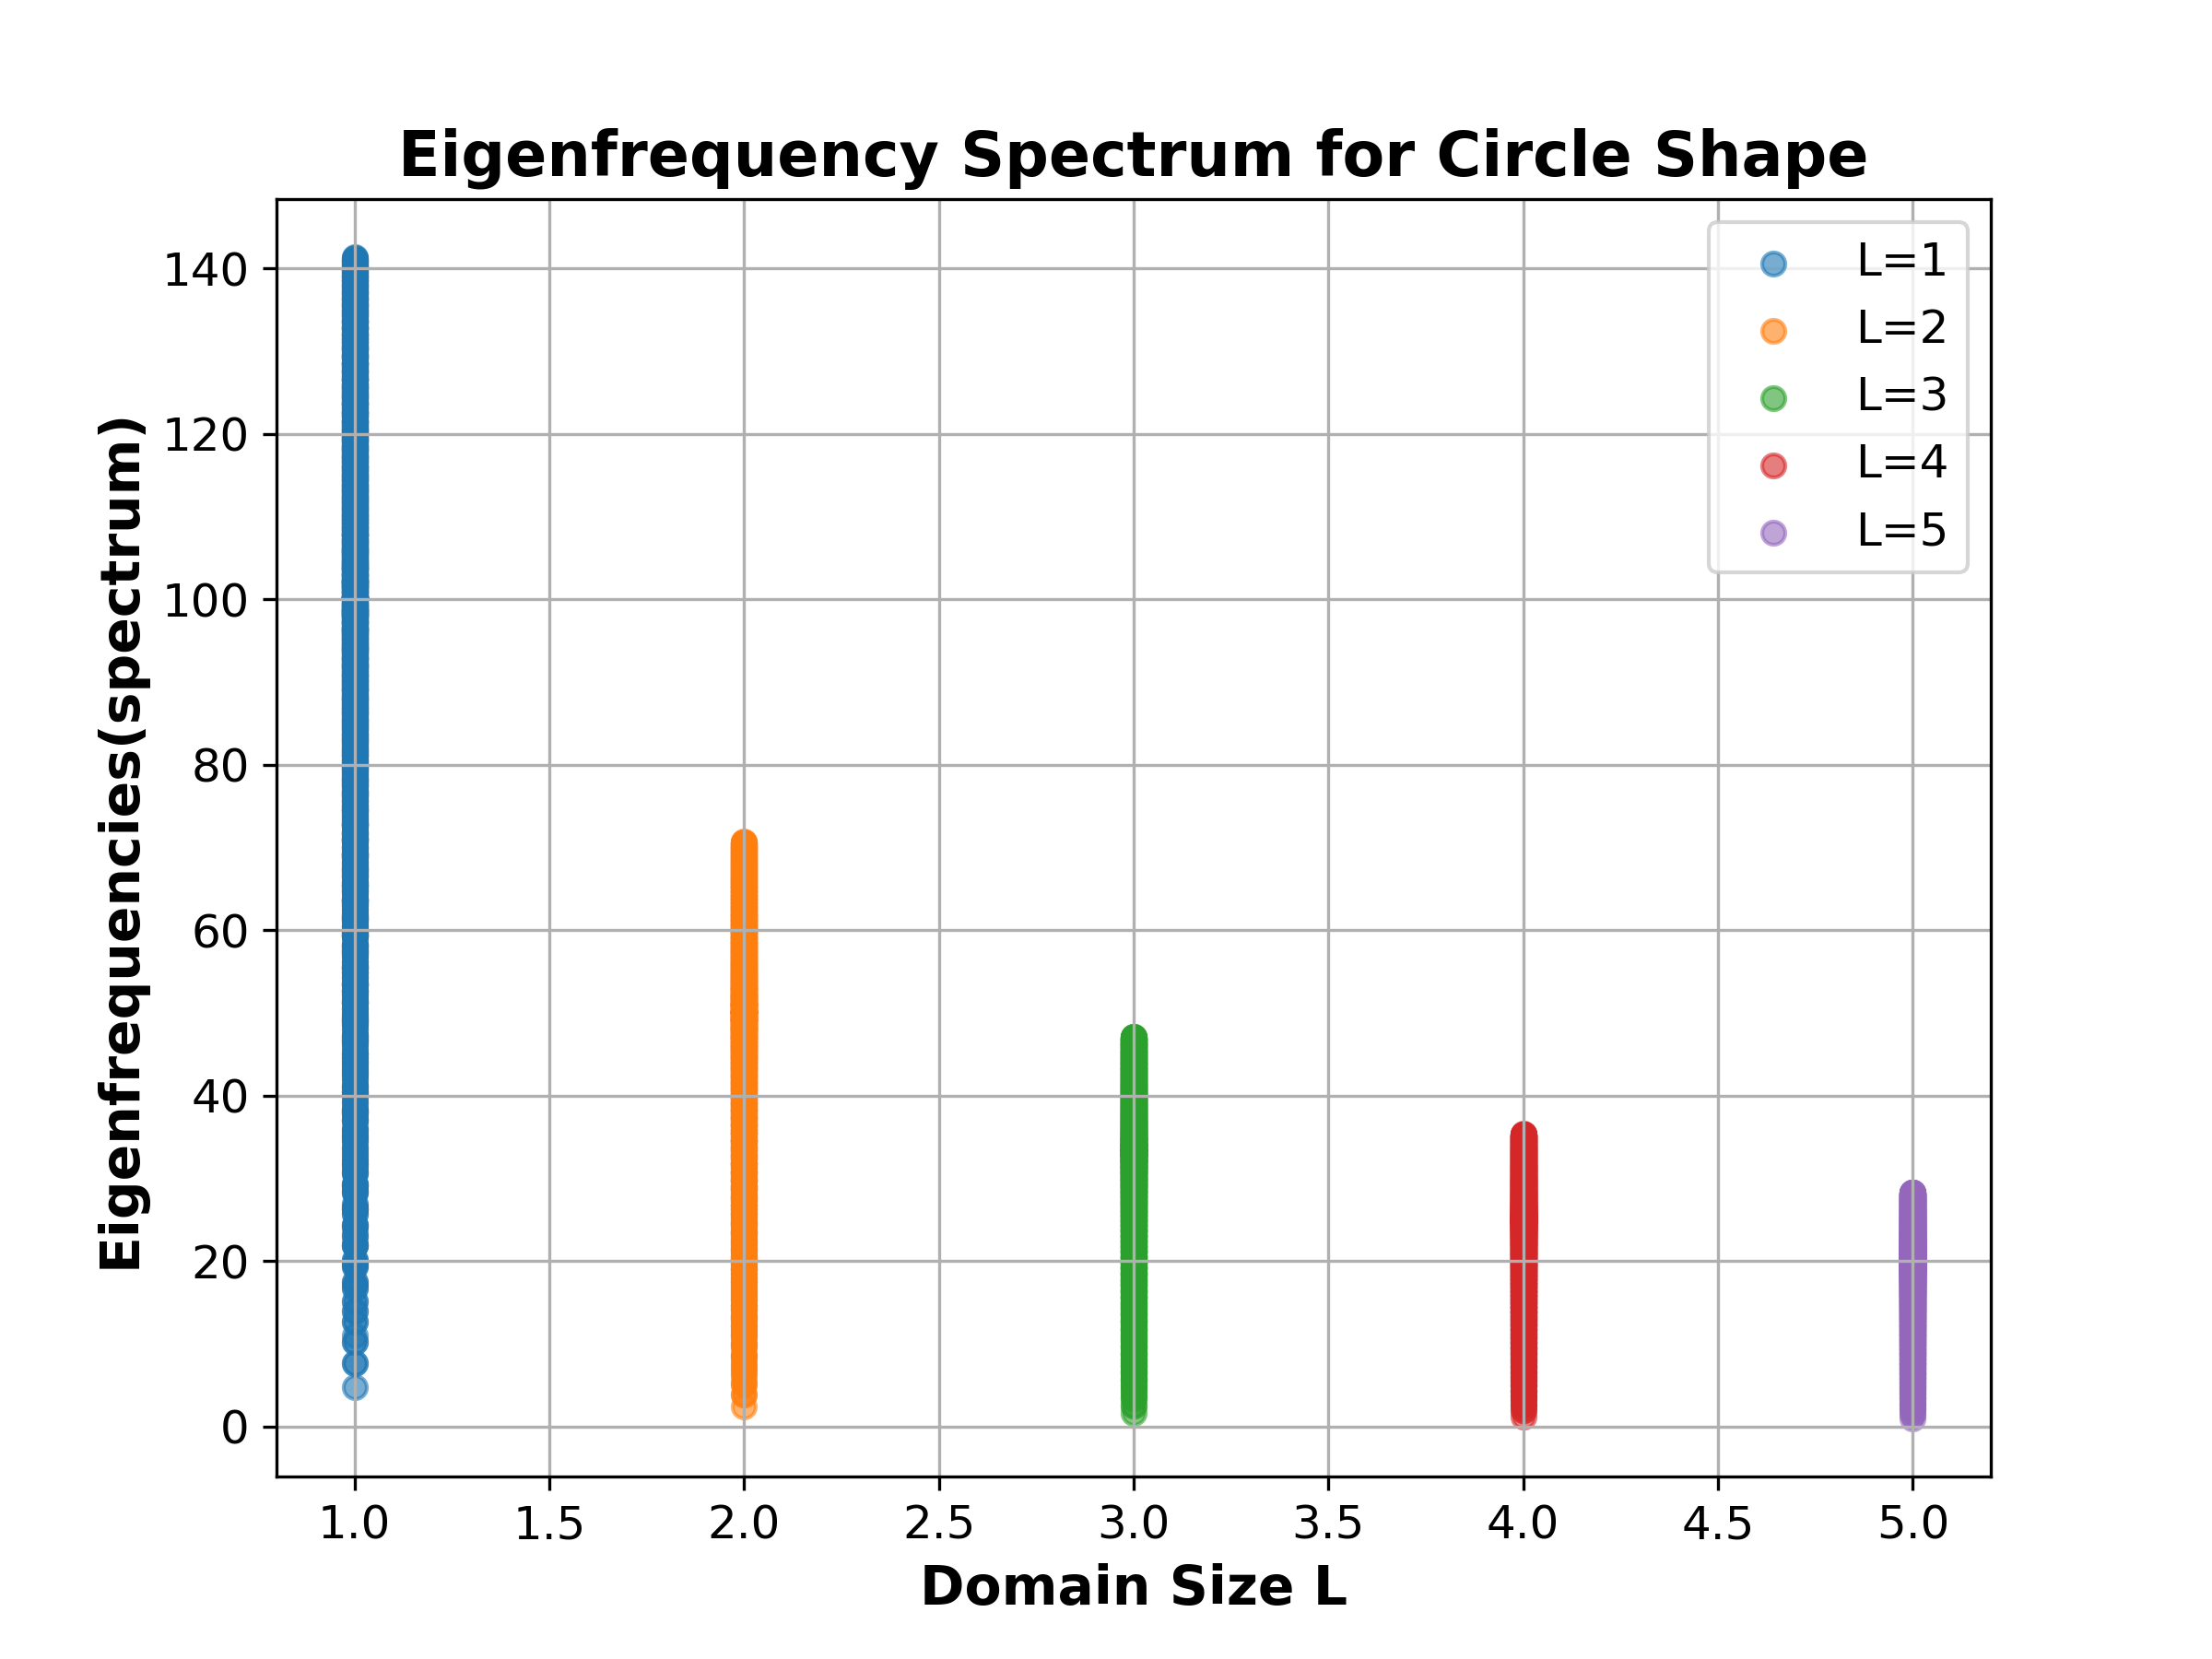 Eigenfrequency Spectrum for Circle Shape
Eigenfrequencies(spectrum)
140
120
100
80
60
40
20
0
L=1
L=2
L=3
L=4
L=5
1.0 1.5 2.0 2.5 3.0 3.5 4.0 4.5 5.0
Domain Size L